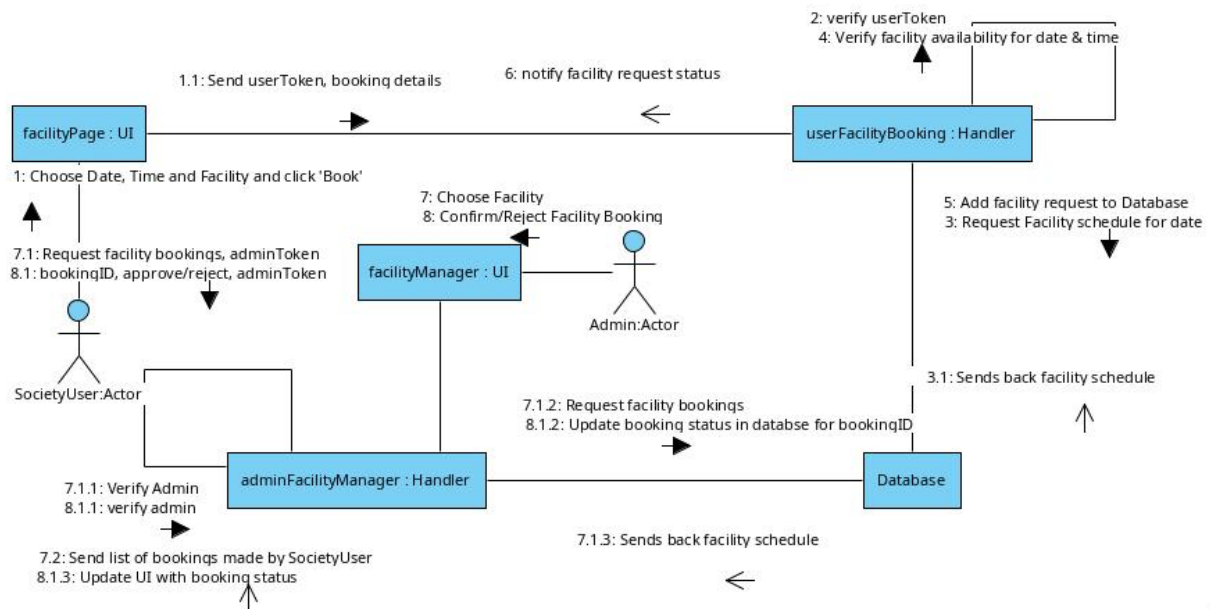 2: verify userToken
4: Verify facility availability for date & time
1.1: Send userToken, booking details
6: notify facility request status
facilityPage : UI
userFacilityBooking : Handler
1: Choose Date, Time and Facility and click 'Book'
7: Choose Facility
8: Confirm/Reject Facility Booking
5: Add facility request to Database
3: Request Facility schedule for date
7.1: Request facility bookings, adminToken
8.1: bookingID, approve/reject, adminToken
facilityManager : UI
Admin:Actor
SocietyUser:Actor
3.1: Sends back facility schedule
7.1.2: Request facility bookings
8.1.2: Update booking status in databse for bookingID
adminFacilityManager : Handler
Database
7.1.1: Verify Admin
8.1.1: verify admin
7.1.3: Sends back facility schedule
7.2: Send list of bookings made by SocietyUser
8.1.3: Update UI with booking status